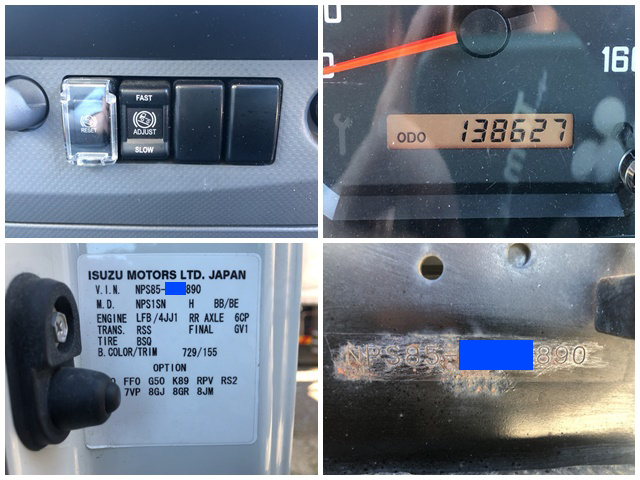 RESET
FAST
ADJUST
SLOW
0
160
ODO 138627
ISUZU MOTORS LTD. JAPAN
V.I.N. NPS85- 890
M.D. NPS1SN H BB/BE
ENGINE LFB/4JJ1 RR AXLE 6CP
TRANS. RSS FINAL GV1
TIRE BSQ
B.COLOR/TRIM 729/155
OPTION
FF0 G50 K89 RPV RS2
7VP 8GJ 8GR 8JM
NPS85- 890